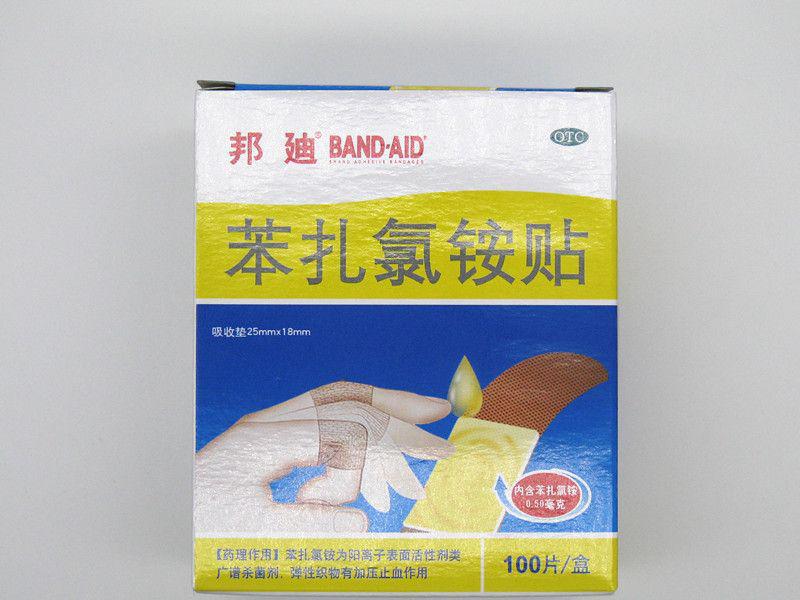 邦迪® BAND-AID®
BRAND ADHESIVE BANDAGES
OTC
苯扎氯铵贴
吸收垫25mmx18mm
内含苯扎氯铵
0.50毫克
【药理作用】苯扎氯铵为阳离子表面活性剂类
广谱杀菌剂,弹性织物有加压止血作用
100片/盒